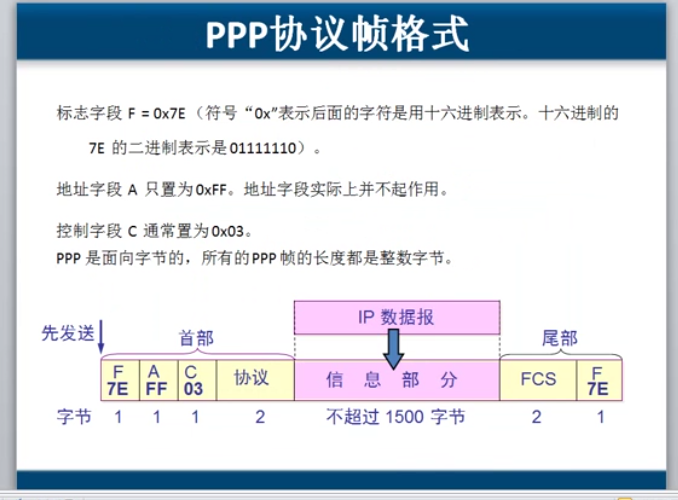 PPP协议帧格式
标志字段 F = 0x7E （符号“0x”表示后面的字符是用十六进制表示。十六进制的
7E 的二进制表示是 01111110）。
地址字段 A 只置为 0xFF。地址字段实际上并不起作用。
控制字段 C 通常置为 0x03。
PPP 是面向字节的，所有的 PPP 帧的长度都是整数字节。
IP 数据报
先发送 首部 尾部
F A C F
7E FF 03 协议 信 息 部 分 FCS 7E
字节 1 1 1 2 不超过 1500 字节 2 1